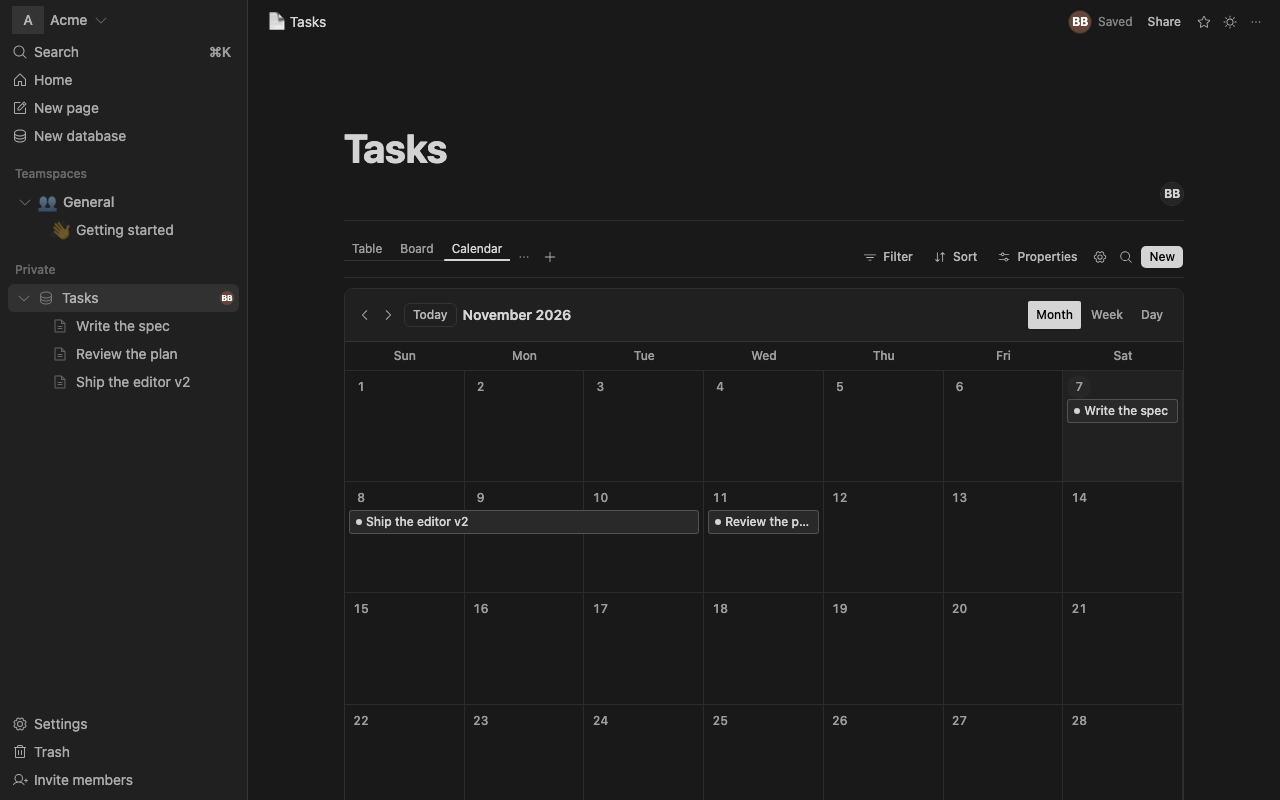 A Acme
Search ⌘K
Home
New page
New database
Teamspaces
General
Getting started
Private
Tasks BB
Write the spec
Review the plan
Ship the editor v2
Settings
Trash
Invite members
Tasks
BB Saved Share
Tasks
BB
Table Board Calendar
Filter Sort Properties New
Today November 2026 Month Week Day
Sun Mon Tue Wed Thu Fri Sat
1 2 3 4 5 6 7
Write the spec
8 9 10 11 12 13 14
Ship the editor v2 Review the p...
15 16 17 18 19 20 21
22 23 24 25 26 27 28